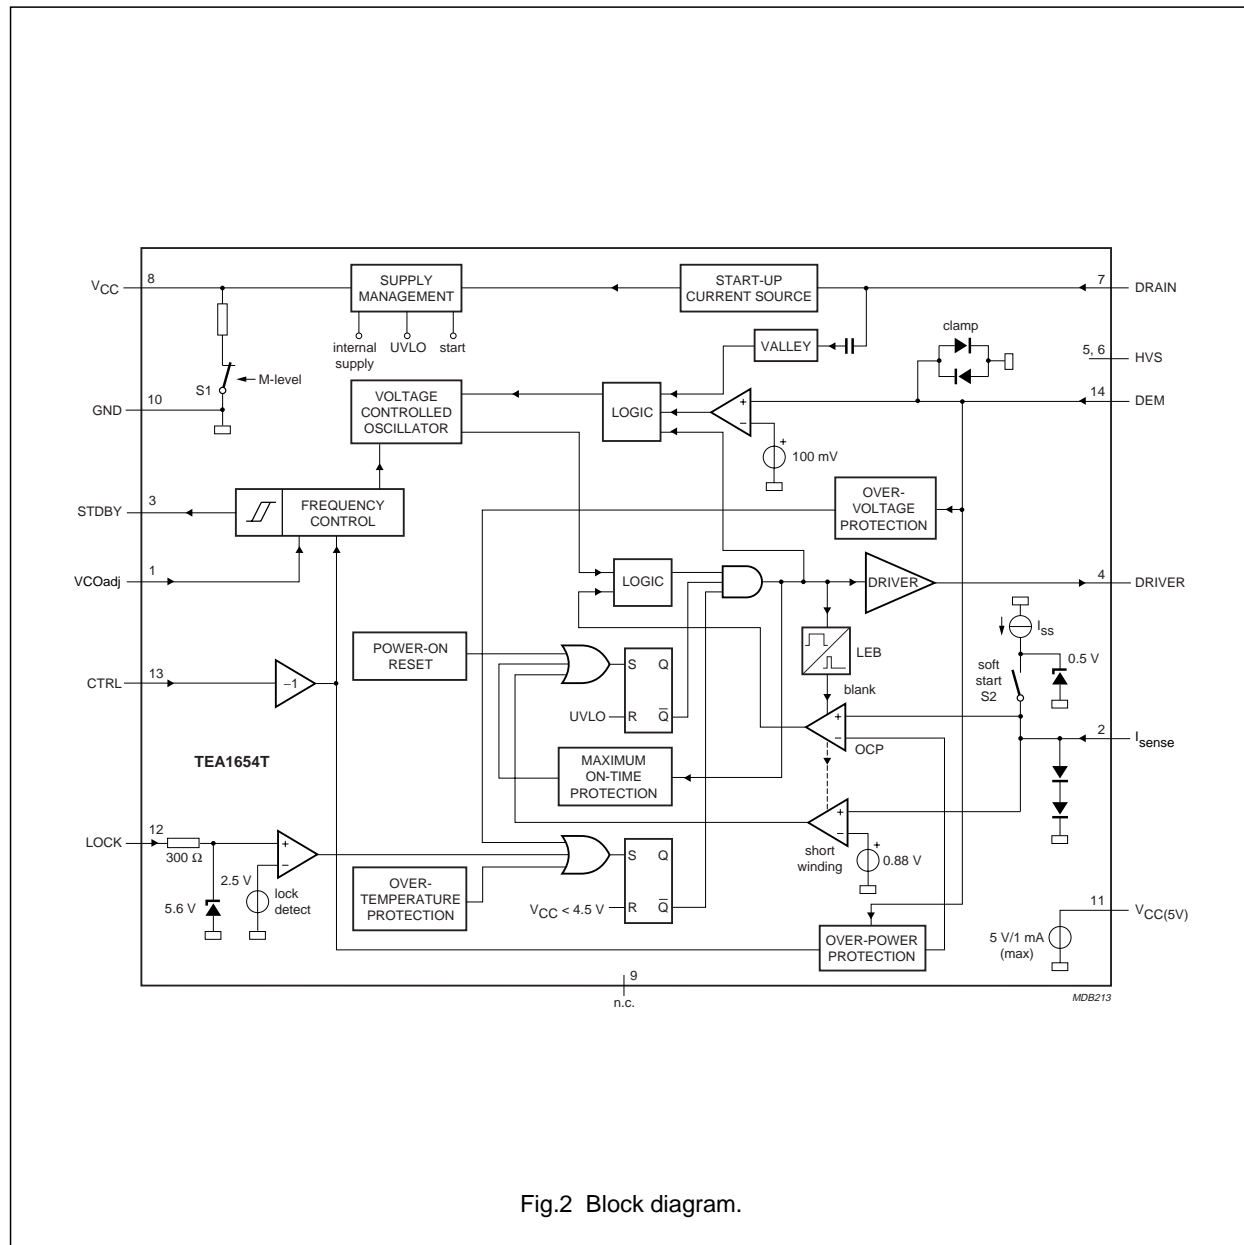 VCC
8
SUPPLY
MANAGEMENT
START-UP
CURRENT SOURCE
7
DRAIN
internal
supply
UVLO
start
VALLEY
clamp
5, 6
HVS
S1
M-level
10
GND
VOLTAGE
CONTROLLED
OSCILLATOR
LOGIC
+
−
+
100 mV
14
DEM
3
STDBY
FREQUENCY
CONTROL
OVER-
VOLTAGE
PROTECTION
1
VCOadj
LOGIC
DRIVER
4
DRIVER
POWER-ON
RESET
S
Q
UVLO
R
Q̅
LEB
blank
Iss
soft
start
S2
0.5 V
13
CTRL
−1
+
−
OCP
2
Isense
TEA1654T
MAXIMUM
ON-TIME
PROTECTION
+
−
short
winding
+
0.88 V
12
LOCK
300 Ω
+
−
2.5 V
lock
detect
5.6 V
OVER-
TEMPERATURE
PROTECTION
S
Q
VCC < 4.5 V
R
Q̅
OVER-POWER
PROTECTION
11
VCC(5V)
5 V/1 mA
(max)
9
n.c.
MDB213
Fig.2 Block diagram.